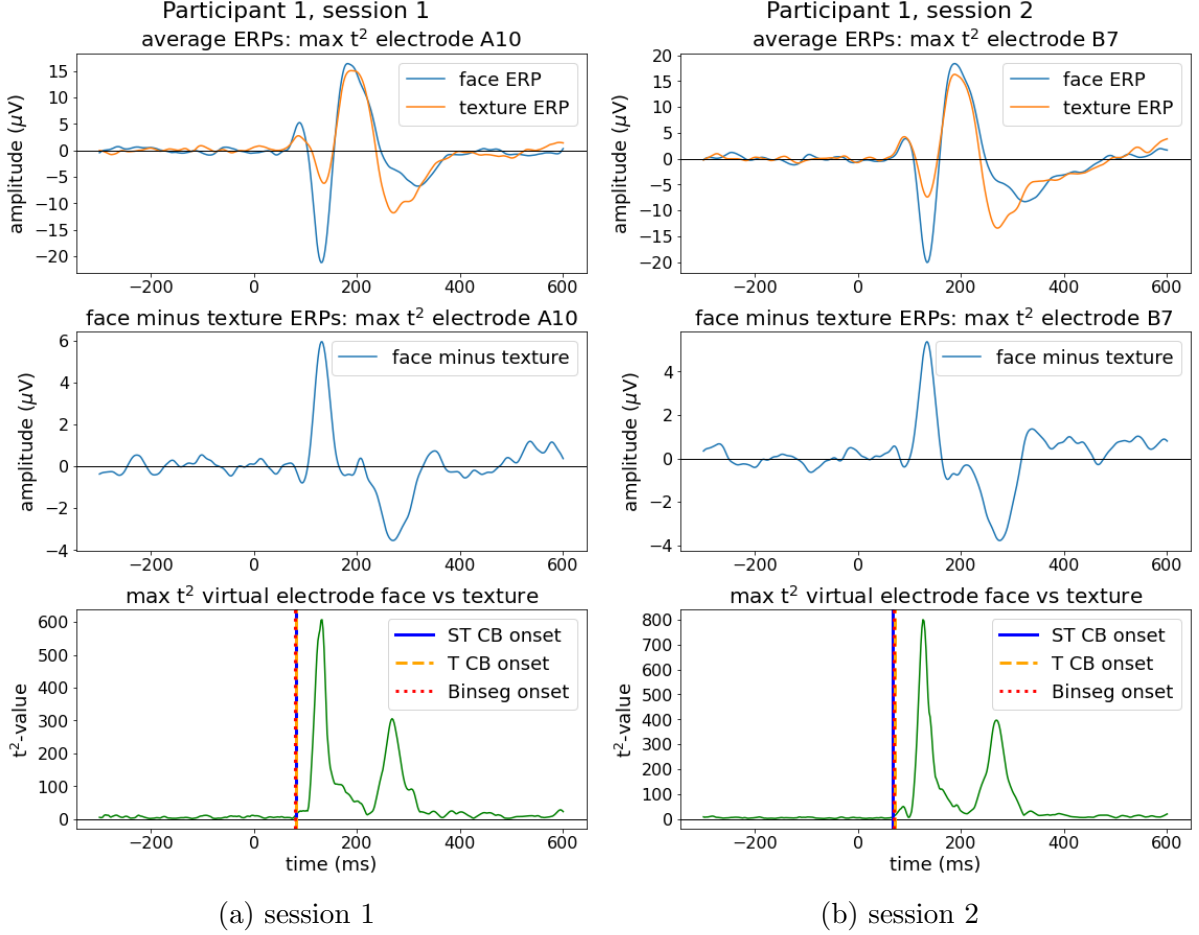 Participant 1, session 1
average ERPs: max t² electrode A10
face ERP
texture ERP
amplitude (μV)
15
10
5
0
−5
−10
−15
−20
−200 0 200 400 600
face minus texture ERPs: max t² electrode A10
face minus texture
amplitude (μV)
6
4
2
0
−2
−4
−200 0 200 400 600
max t² virtual electrode face vs texture
ST CB onset
T CB onset
Binseg onset
t²-value
600
500
400
300
200
100
0
−200 0 200 400 600
time (ms)
(a) session 1
Participant 1, session 2
average ERPs: max t² electrode B7
face ERP
texture ERP
amplitude (μV)
20
15
10
5
0
−5
−10
−15
−20
−200 0 200 400 600
face minus texture ERPs: max t² electrode B7
face minus texture
amplitude (μV)
4
2
0
−2
−4
−200 0 200 400 600
max t² virtual electrode face vs texture
ST CB onset
T CB onset
Binseg onset
t²-value
800
700
600
500
400
300
200
100
0
−200 0 200 400 600
time (ms)
(b) session 2